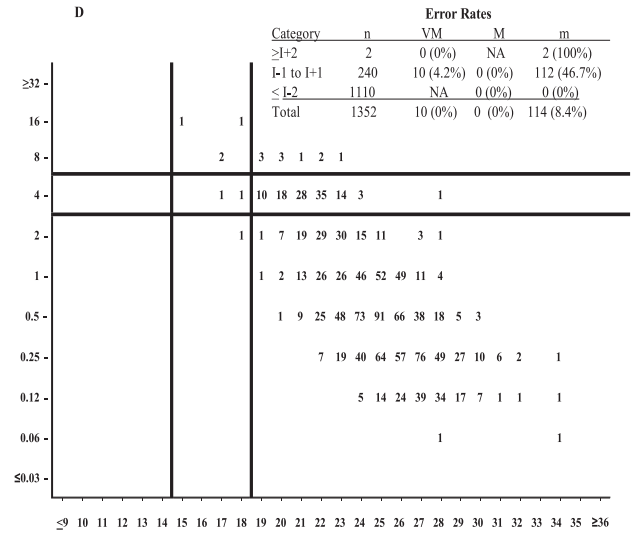 D
Error Rates
Category n VM M m
≥I+2 2 0 (0%) NA 2 (100%)
I-1 to I+1 240 10 (4.2%) 0 (0%) 112 (46.7%)
≤ I-2 1110 NA 0 (0%) 0 (0%)
Total 1352 10 (0%) 0 (0%) 114 (8.4%)
≥32 -
16 - 1 1
8 - 2 3 3 1 2 1
4 - 1 1 10 18 28 35 14 3 1
2 - 1 1 7 19 29 30 15 11 3 1
1 - 1 2 13 26 26 46 52 49 11 4
0.5 - 1 9 25 48 73 91 66 38 18 5 3
0.25 - 7 19 40 64 57 76 49 27 10 6 2 1
0.12 - 5 14 24 39 34 17 7 1 1 1
0.06 - 1 1
≤0.03 -
≤9 10 11 12 13 14 15 16 17 18 19 20 21 22 23 24 25 26 27 28 29 30 31 32 33 34 35 ≥36